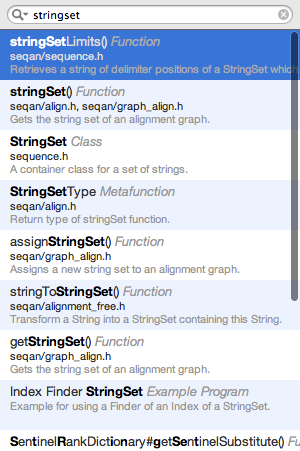 stringset
stringSetLimits() Function
seqan/sequence.h
Retrieves a string of delimiter positions of a StringSet which
stringSet() Function
seqan/align.h, seqan/graph_align.h
Gets the string set of an alignment graph.
StringSet Class
sequence.h
A container class for a set of strings.
StringSetType Metafunction
seqan/align.h
Return type of stringSet function.
assignStringSet() Function
seqan/graph_align.h
Assigns a new string set to an alignment graph.
stringToStringSet() Function
seqan/alignment_free.h
Transform a String into a StringSet containing this String.
getStringSet() Function
seqan/graph_align.h
Gets the string set of an alignment graph.
Index Finder StringSet Example Program
Example for using a Finder of an Index of a StringSet.
SentinelRankDictionary#getSentinelSubstitute() Function